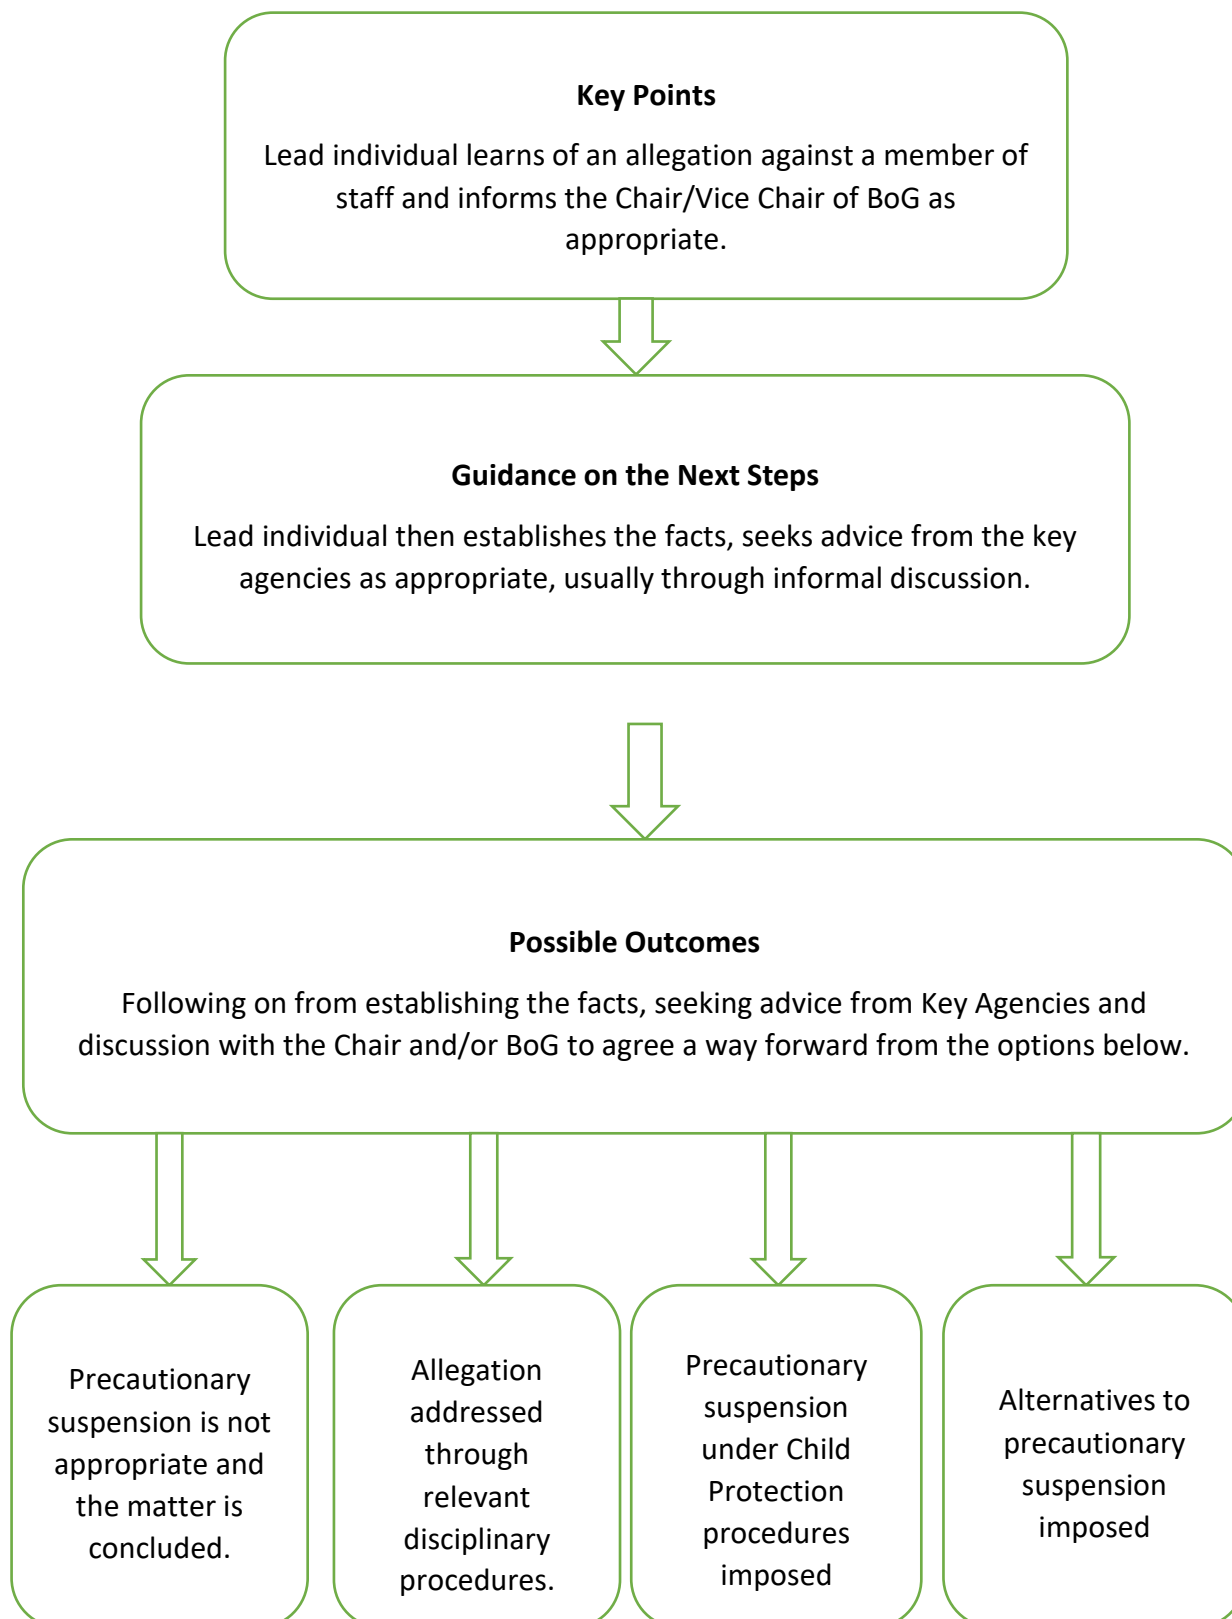 Key Points
Lead individual learns of an allegation against a member of
staff and informs the Chair/Vice Chair of BoG as
appropriate.
Guidance on the Next Steps
Lead individual then establishes the facts, seeks advice from the key
agencies as appropriate, usually through informal discussion.
Possible Outcomes
Following on from establishing the facts, seeking advice from Key Agencies and
discussion with the Chair and/or BoG to agree a way forward from the options below.
Precautionary
suspension is not
appropriate and
the matter is
concluded.
Allegation
addressed
through
relevant
disciplinary
procedures.
Precautionary
suspension
under Child
Protection
procedures
imposed
Alternatives to
precautionary
suspension
imposed